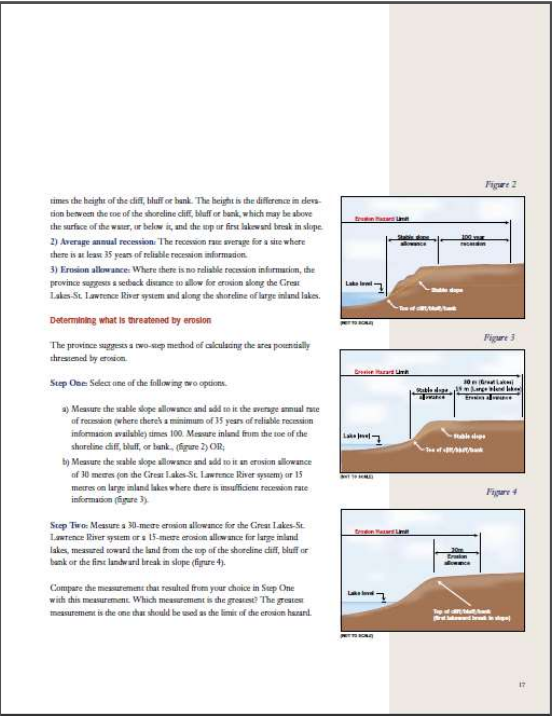 times the height of the cliff, bluff or bank. The height is the difference in eleva-
tion between the toe of the shoreline cliff, bluff or bank, which may be above
the surface of the water, or below it, and the top or first lakeward break in slope.
2) Average annual recession: The recession rate average for a site where
there is at least 35 years of reliable recession information.
3) Erosion allowance: Where there is no reliable recession information, the
province suggests a setback distance to allow for erosion along the Great
Lakes-St. Lawrence River system and along the shoreline of large inland lakes.
Determining what is threatened by erosion
The province suggests a two-step method of calculating the area potentially
threatened by erosion.
Step One: Select one of the following two options.
a) Measure the stable slope allowance and add to it the average annual rate
of recession (where there's a minimum of 35 years of reliable recession
information available) times 100. Measure inland from the toe of the
shoreline cliff, bluff, or bank., (figure 2) OR;
b) Measure the stable slope allowance and add to it an erosion allowance
of 30 metres (on the Great Lakes-St. Lawrence River system) or 15
metres on large inland lakes where there is insufficient recession rate
information (figure 3).
Step Two: Measure a 30-metre erosion allowance for the Great Lakes-St.
Lawrence River system or a 15-metre erosion allowance for large inland
lakes, measured toward the land from the top of the shoreline cliff, bluff or
bank or the first landward break in slope (figure 4).
Compare the measurement that resulted from your choice in Step One
with this measurement. Which measurement is the greatest? The greatest
measurement is the one that should be used as the limit of the erosion hazard.
Figure 2
Erosion Hazard Limit
Stable slope
allowance
100 year
recession
Lake level
Stable slope
Toe of cliff/bluff/bank
(NOT TO SCALE)
Figure 3
Erosion Hazard Limit
Stable slope
allowance
30 m (Great Lakes)
15 m (Large inland lakes)
Erosion allowance
Lake level
Stable slope
Toe of cliff/bluff/bank
(NOT TO SCALE)
Figure 4
Erosion Hazard Limit
30m
Erosion
allowance
Lake level
Top of cliff/bluff/bank
(first lakeward break in slope)
(NOT TO SCALE)
17